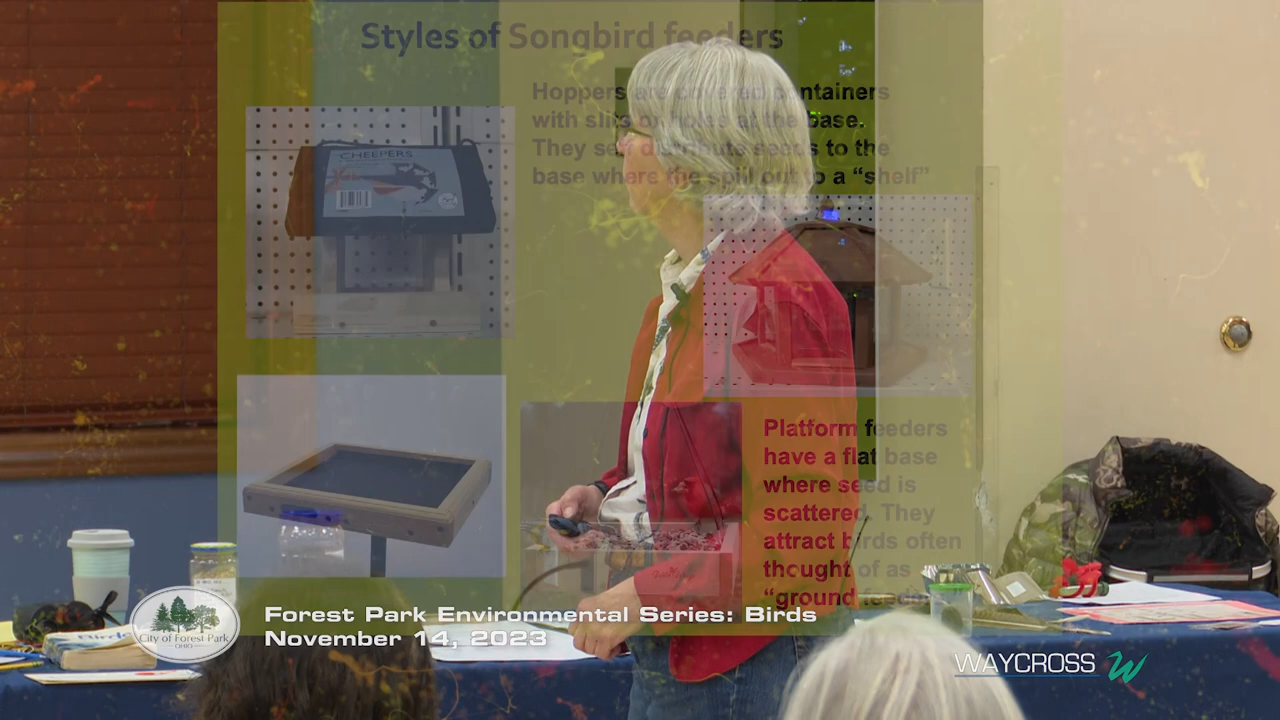 Styles of Songbird feeders
Hoppers are covered containers
with slits or holes at the base.
They self distribute seeds to the
base where the spill out to a “shelf”
CHEEPERS
Platform feeders
have a flat base
where seed is
scattered. They
attract birds often
thought of as
“ground feeders
Forest Park Environmental Series: Birds
November 14, 2023
City of Forest Park
OHIO
WAYCROSS